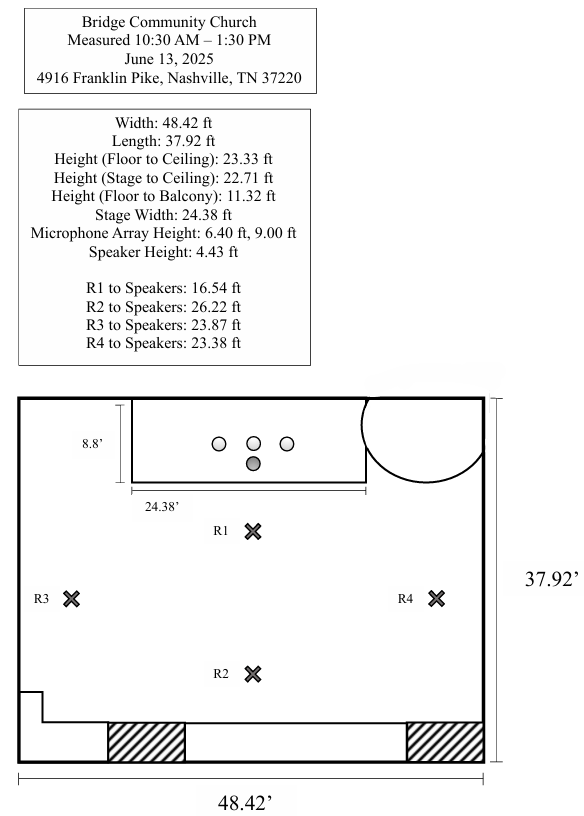 Bridge Community Church
Measured 10:30 AM – 1:30 PM
June 13, 2025
4916 Franklin Pike, Nashville, TN 37220
Width: 48.42 ft
Length: 37.92 ft
Height (Floor to Ceiling): 23.33 ft
Height (Stage to Ceiling): 22.71 ft
Height (Floor to Balcony): 11.32 ft
Stage Width: 24.38 ft
Microphone Array Height: 6.40 ft, 9.00 ft
Speaker Height: 4.43 ft
R1 to Speakers: 16.54 ft
R2 to Speakers: 26.22 ft
R3 to Speakers: 23.87 ft
R4 to Speakers: 23.38 ft
8.8’
24.38’
R1
37.92’
R3
R4
R2
48.42’